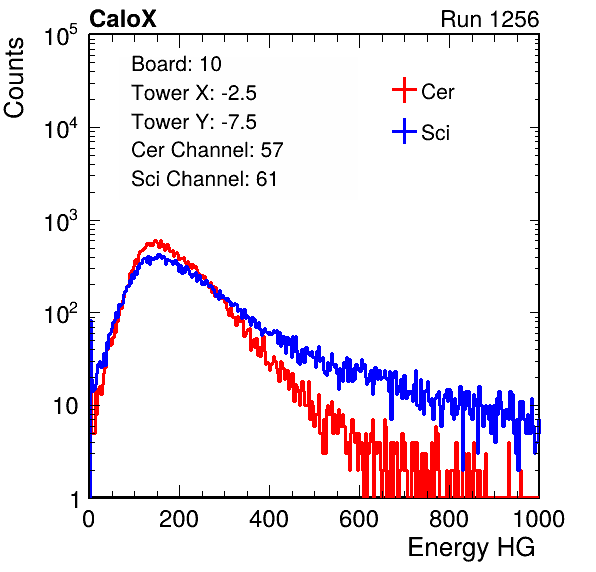 CaloX Run 1256
Counts
Board: 10
Tower X: -2.5
Tower Y: -7.5
Cer Channel: 57
Sci Channel: 61
Cer
Sci
10^5
10^4
10^3
10^2
10
1
0 200 400 600 800 1000
Energy HG